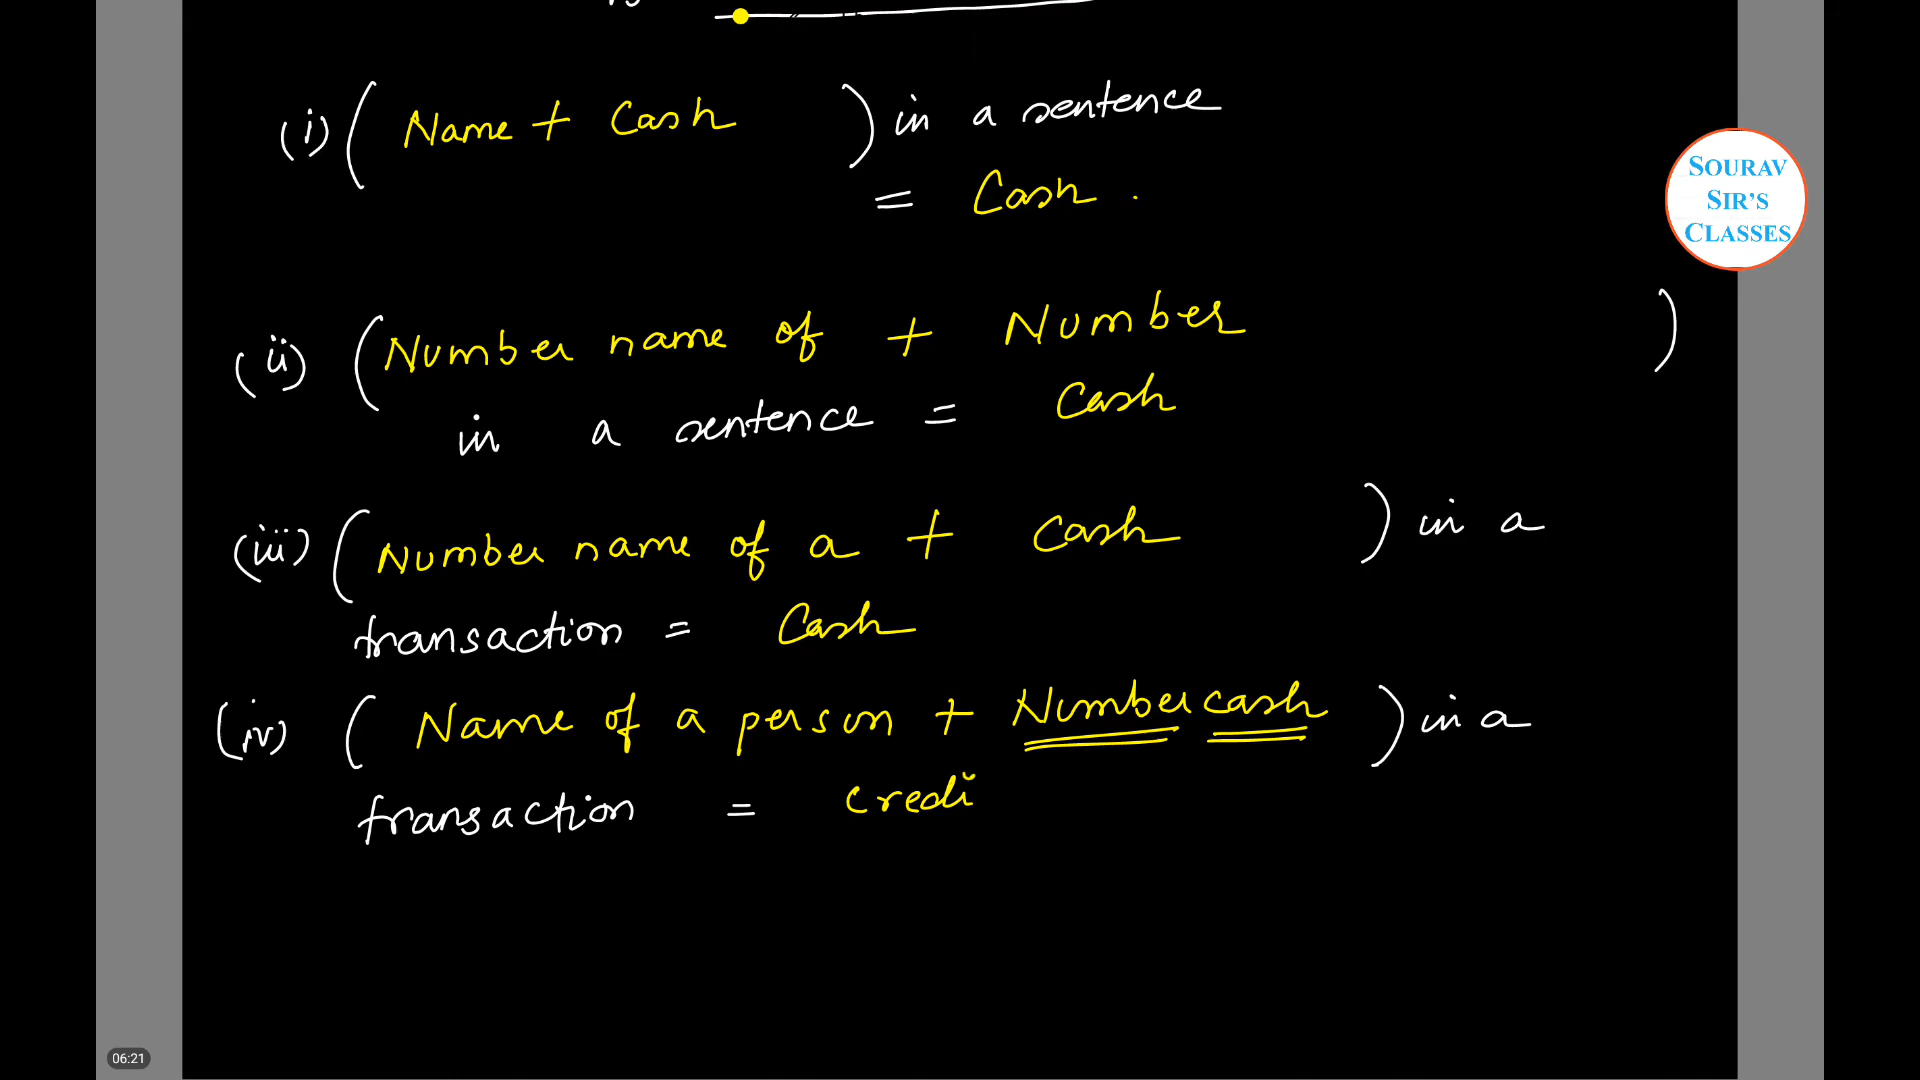 (i) ( Name + Cash ) in a sentence
= Cash .
SOURAV
SIR'S
CLASSES
(ii) ( Number name of + Number )
in a sentence = Cash
(iii) ( Number name of a + Cash ) in a
transaction = Cash
(iv) ( Name of a person + Number cash ) in a
transaction = credi
06:21